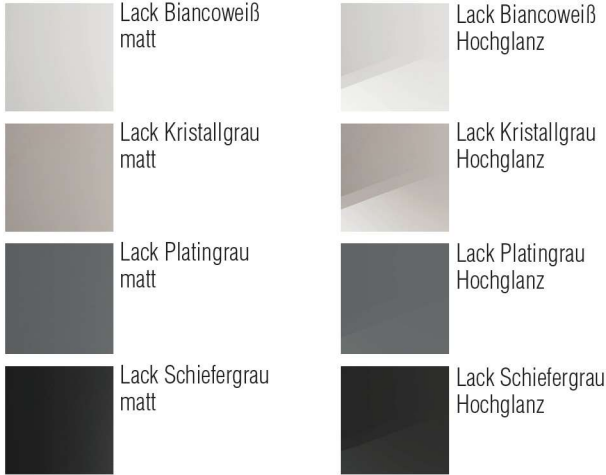 Lack Biancoweiß
matt
Lack Biancoweiß
Hochglanz
Lack Kristallgrau
matt
Lack Kristallgrau
Hochglanz
Lack Platingrau
matt
Lack Platingrau
Hochglanz
Lack Schiefergrau
matt
Lack Schiefergrau
Hochglanz